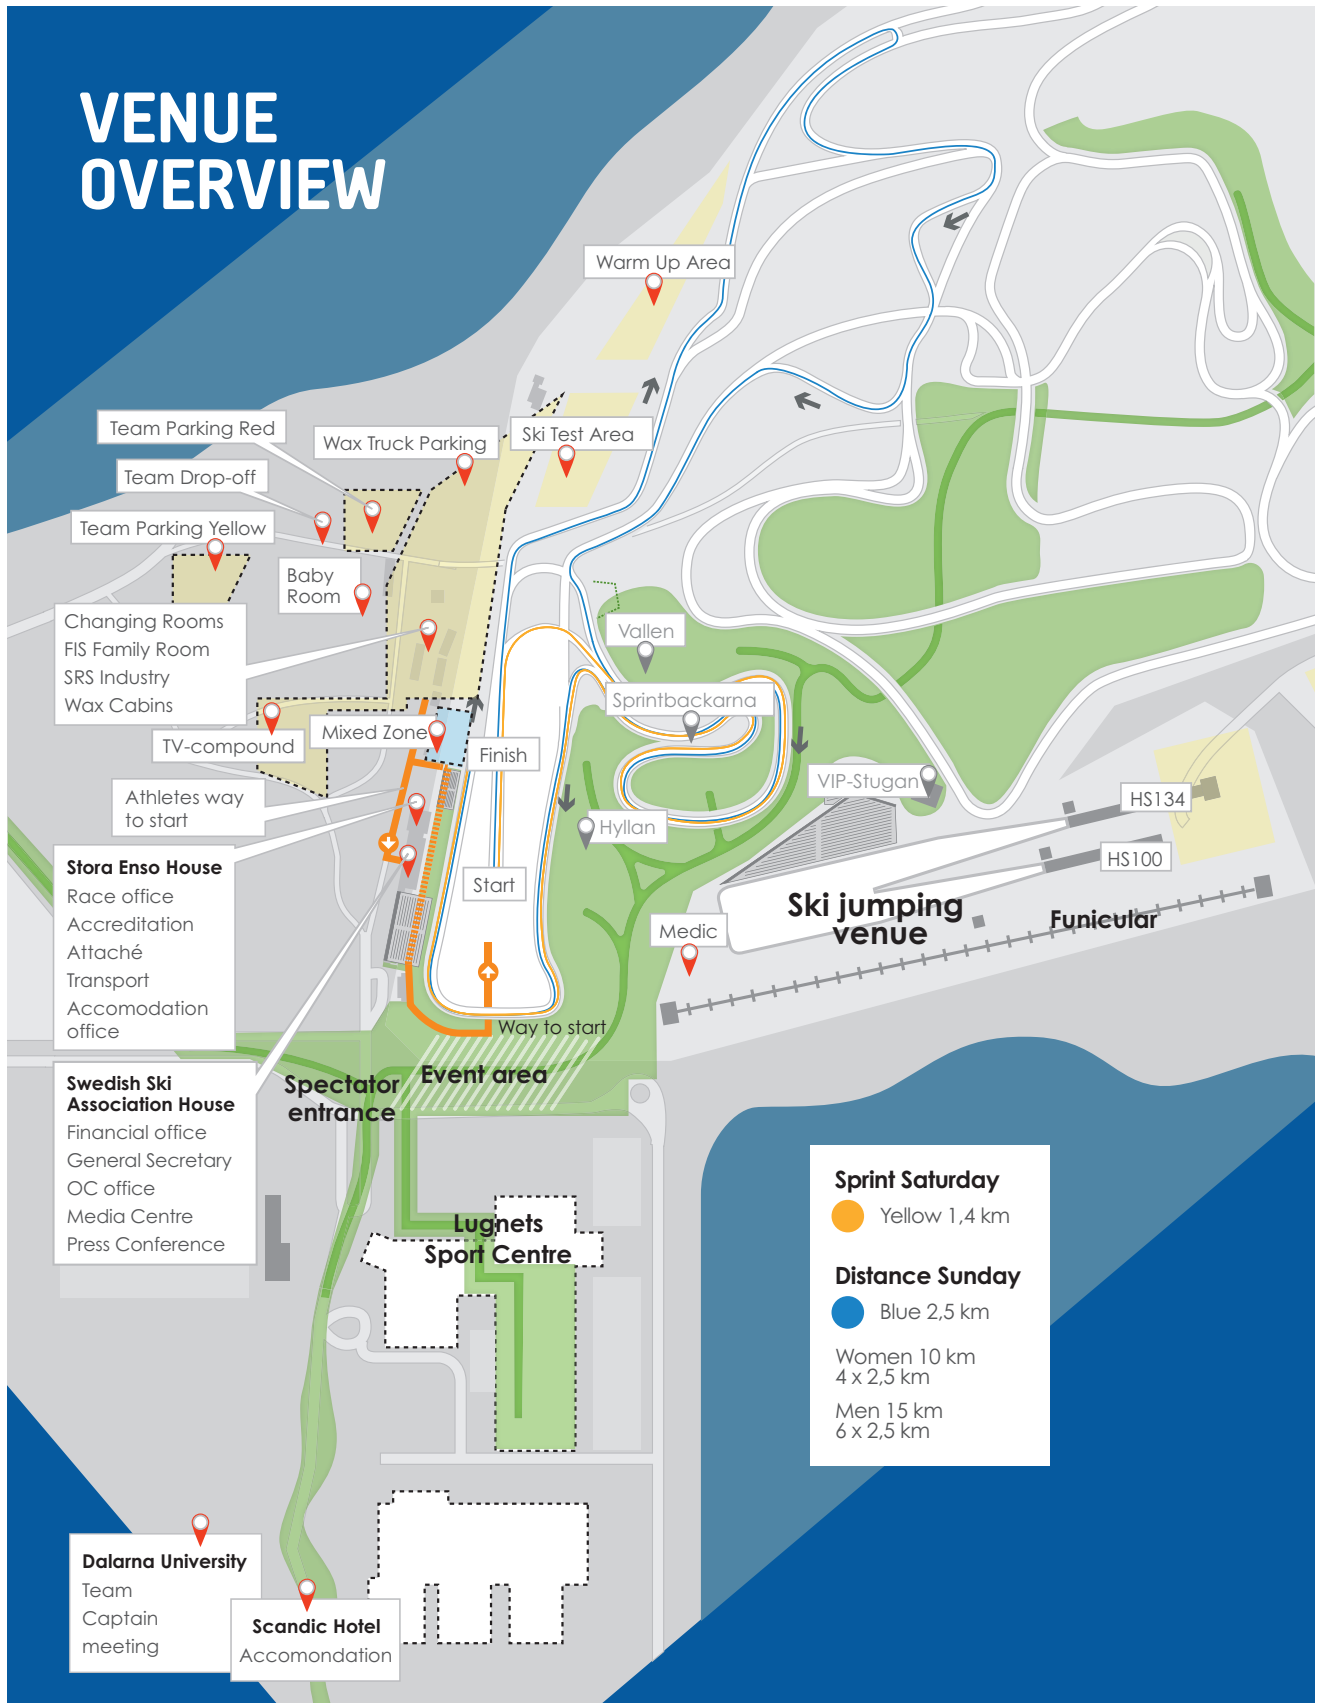 VENUE
OVERVIEW
Warm Up Area
Team Parking Red
Wax Truck Parking
Ski Test Area
Team Drop-off
Team Parking Yellow
Baby
Room
Changing Rooms
FIS Family Room
SRS Industry
Wax Cabins
Vallen
Sprintbackarna
TV-compound
Mixed Zone
Finish
VIP-Stugan
HS134
Athletes way
to start
Hyllan
HS100
Stora Enso House
Race office
Accreditation
Attaché
Transport
Accomodation
office
Start
Ski jumping
venue
Funicular
Medic
Way to start
Event area
Spectator
entrance
Swedish Ski
Association House
Financial office
General Secretary
OC office
Media Centre
Press Conference
Lugnets
Sport Centre
Sprint Saturday
Yellow 1,4 km
Distance Sunday
Blue 2,5 km
Women 10 km
4 x 2,5 km
Men 15 km
6 x 2,5 km
Dalarna University
Team
Captain
meeting
Scandic Hotel
Accomondation